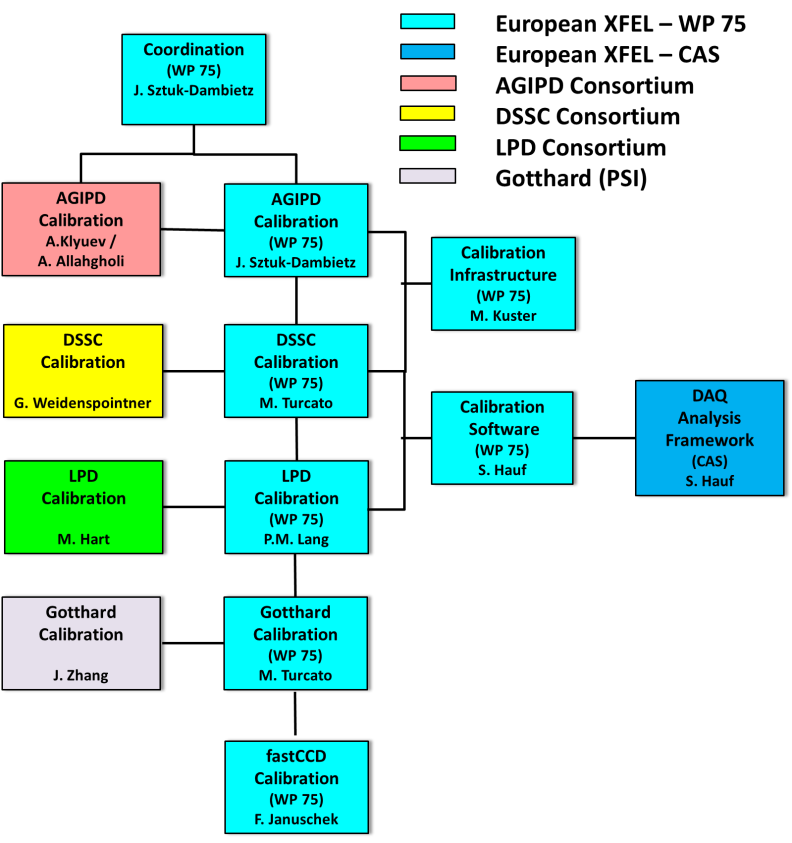 European XFEL – WP 75
European XFEL – CAS
AGIPD Consortium
DSSC Consortium
LPD Consortium
Gotthard (PSI)
Coordination
(WP 75)
J. Sztuk-Dambietz
AGIPD
Calibration
A.Klyuev /
A. Allahgholi
AGIPD
Calibration
(WP 75)
J. Sztuk-Dambietz
Calibration
Infrastructure
(WP 75)
M. Kuster
DSSC
Calibration
G. Weidenspointner
DSSC
Calibration
(WP 75)
M. Turcato
Calibration
Software
(WP 75)
S. Hauf
DAQ
Analysis
Framework
(CAS)
S. Hauf
LPD
Calibration
M. Hart
LPD
Calibration
(WP 75)
P.M. Lang
Gotthard
Calibration
J. Zhang
Gotthard
Calibration
(WP 75)
M. Turcato
fastCCD
Calibration
(WP 75)
F. Januschek